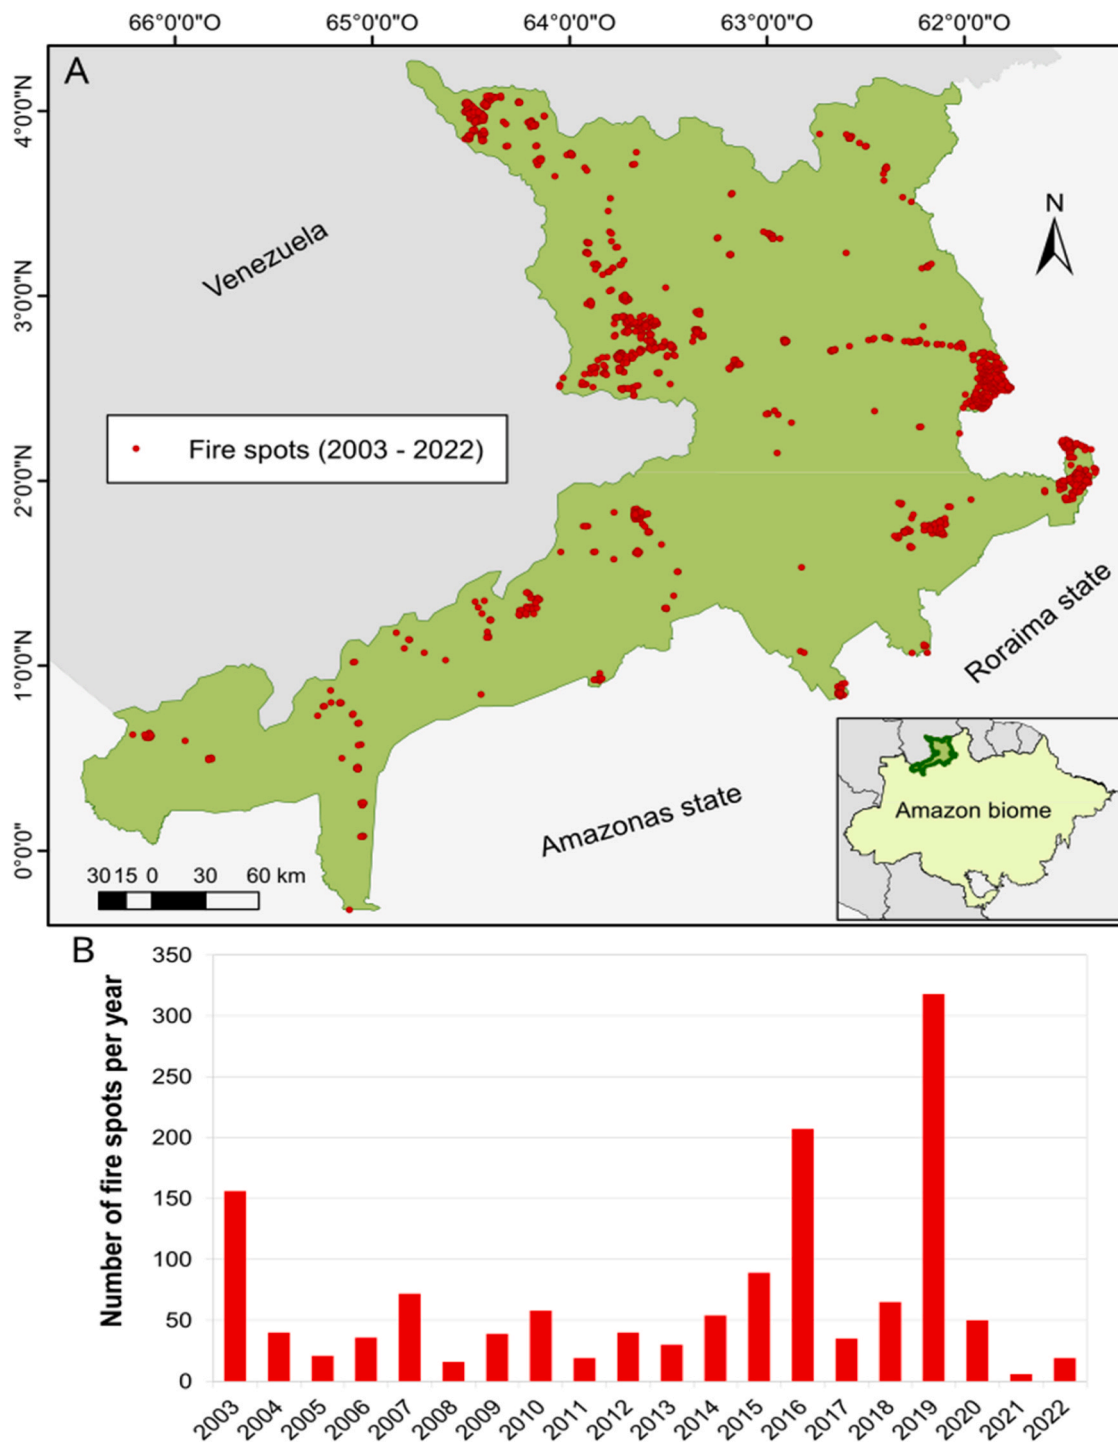 66°0'0"O 65°0'0"O 64°0'0"O 63°0'0"O 62°0'0"O
A
4°0'0"N
3°0'0"N
2°0'0"N
1°0'0"N
0°0'0"
Venezuela
N
Fire spots (2003 - 2022)
Roraima state
Amazonas state
Amazon biome
30 15 0 30 60 km
B
Number of fire spots per year
350
300
250
200
150
100
50
0
2003 2004 2005 2006 2007 2008 2009 2010 2011 2012 2013 2014 2015 2016 2017 2018 2019 2020 2021 2022